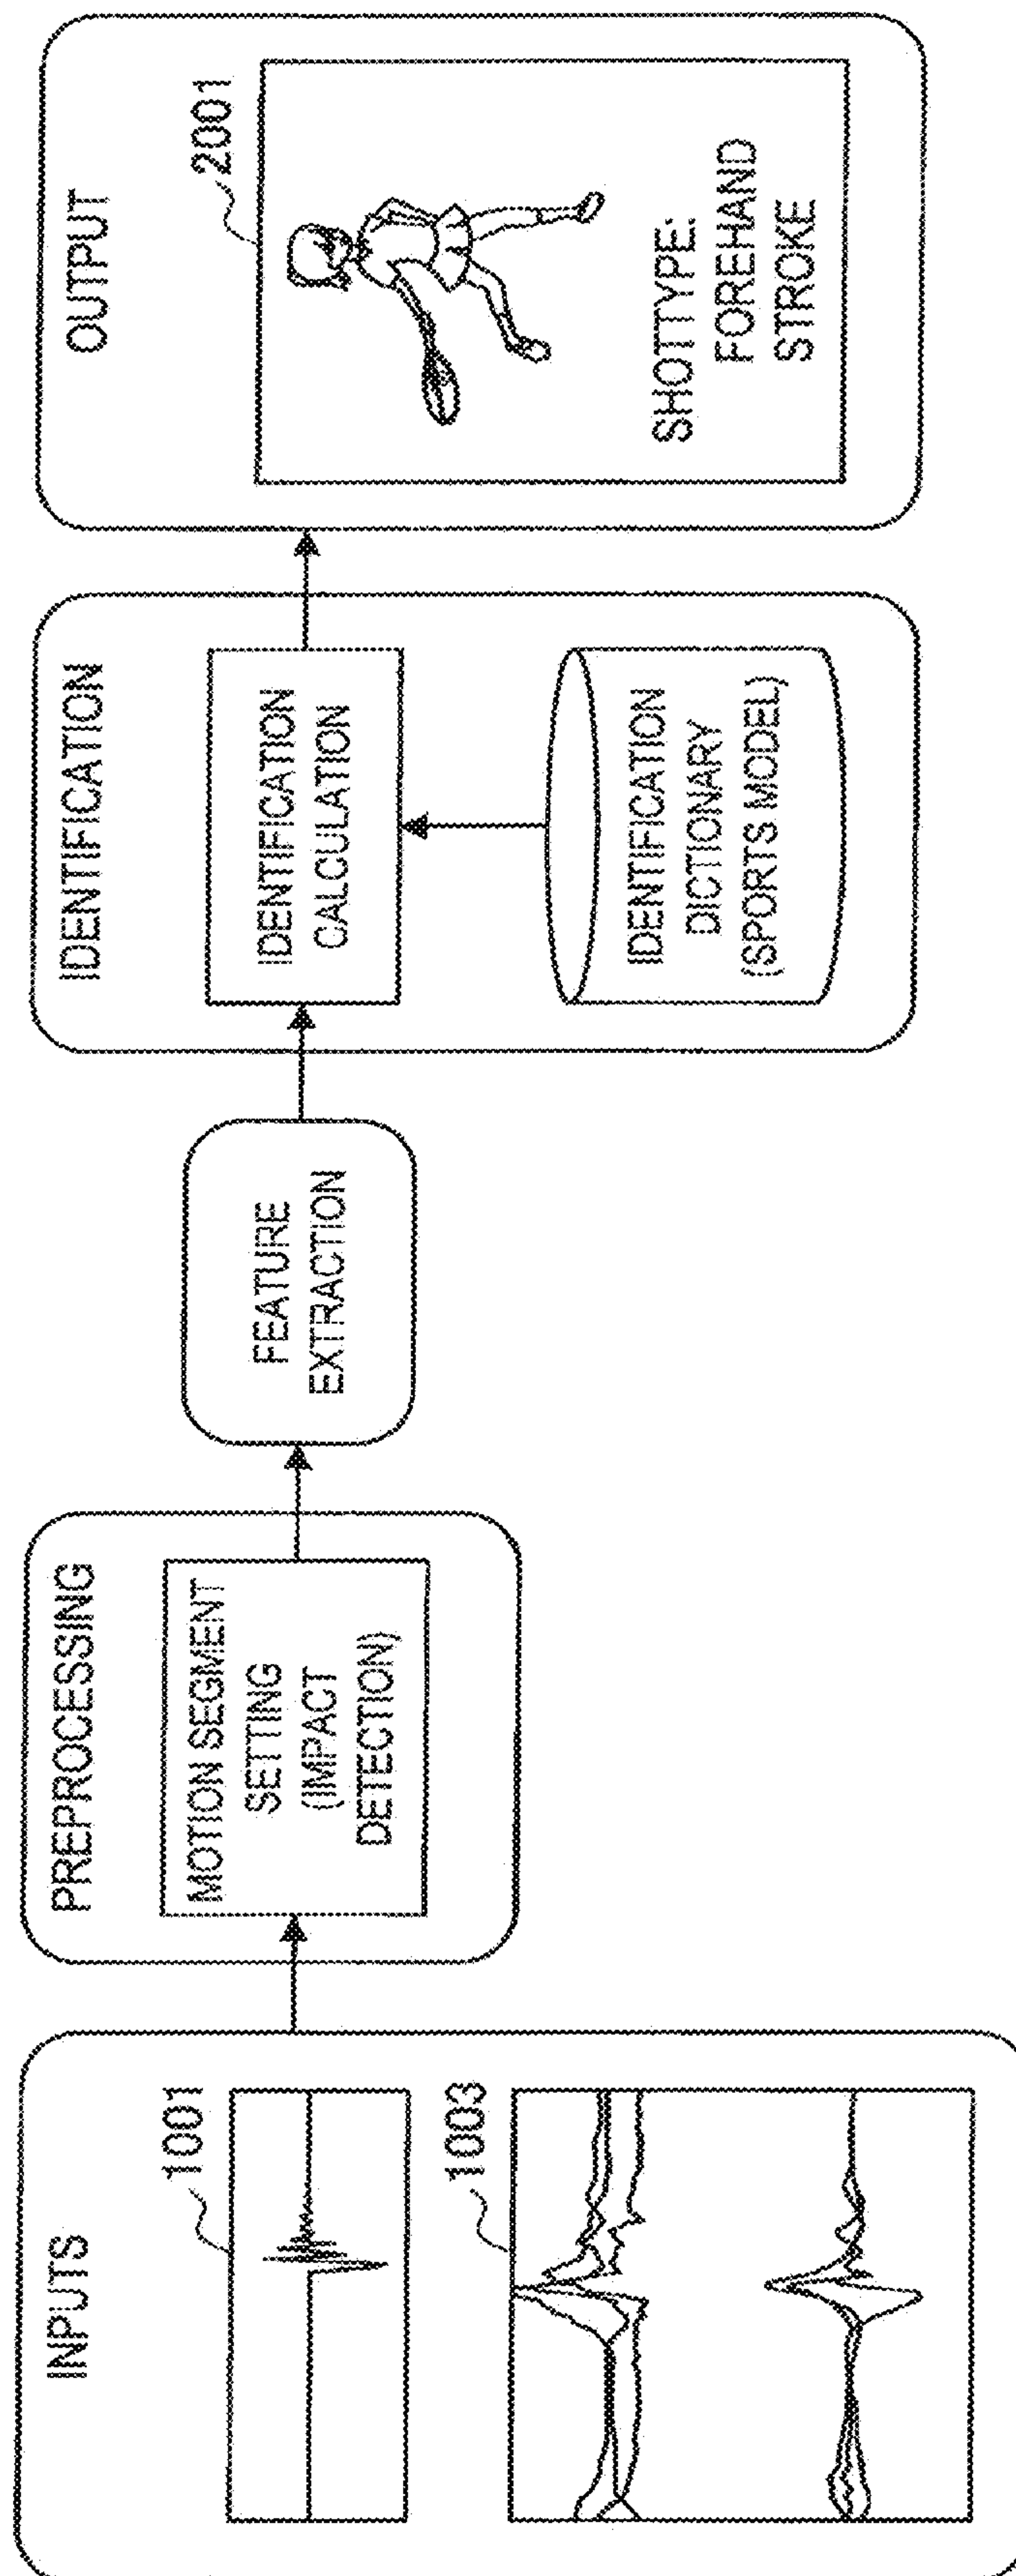 INPUTS
1001
1003
PREPROCESSING
MOTION SEGMENT
SETTING
(IMPACT
DETECTION)
FEATURE
EXTRACTION
IDENTIFICATION
IDENTIFICATION
CALCULATION
IDENTIFICATION
DICTIONARY
(SPORTS MODEL)
OUTPUT
2001
SHOTTYPE:
FOREHAND
STROKE